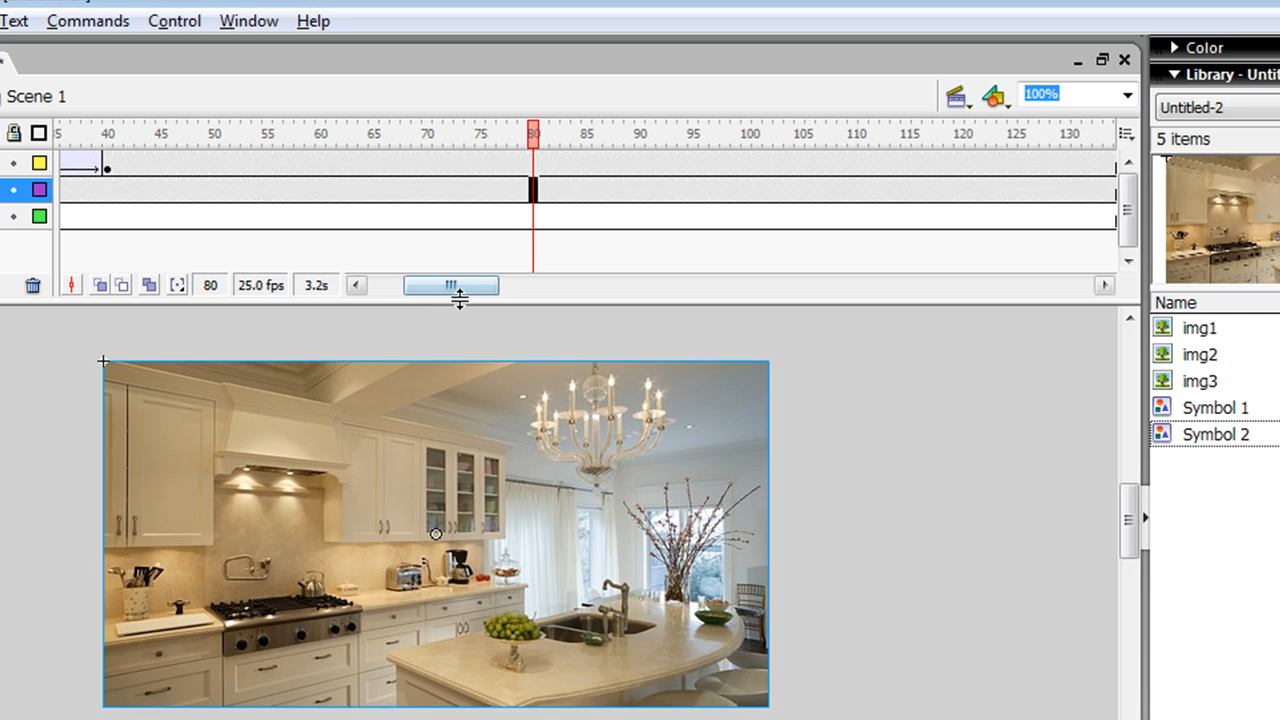 Text Commands Control Window Help
Color
Library - Unti
Scene 1
100%
Untitled-2
40 45 50 55 60 65 70 75 80 85 90 95 100 105 110 115 120 125 130
5 items
80 25.0 fps 3.2s
Name
img1
img2
img3
Symbol 1
Symbol 2